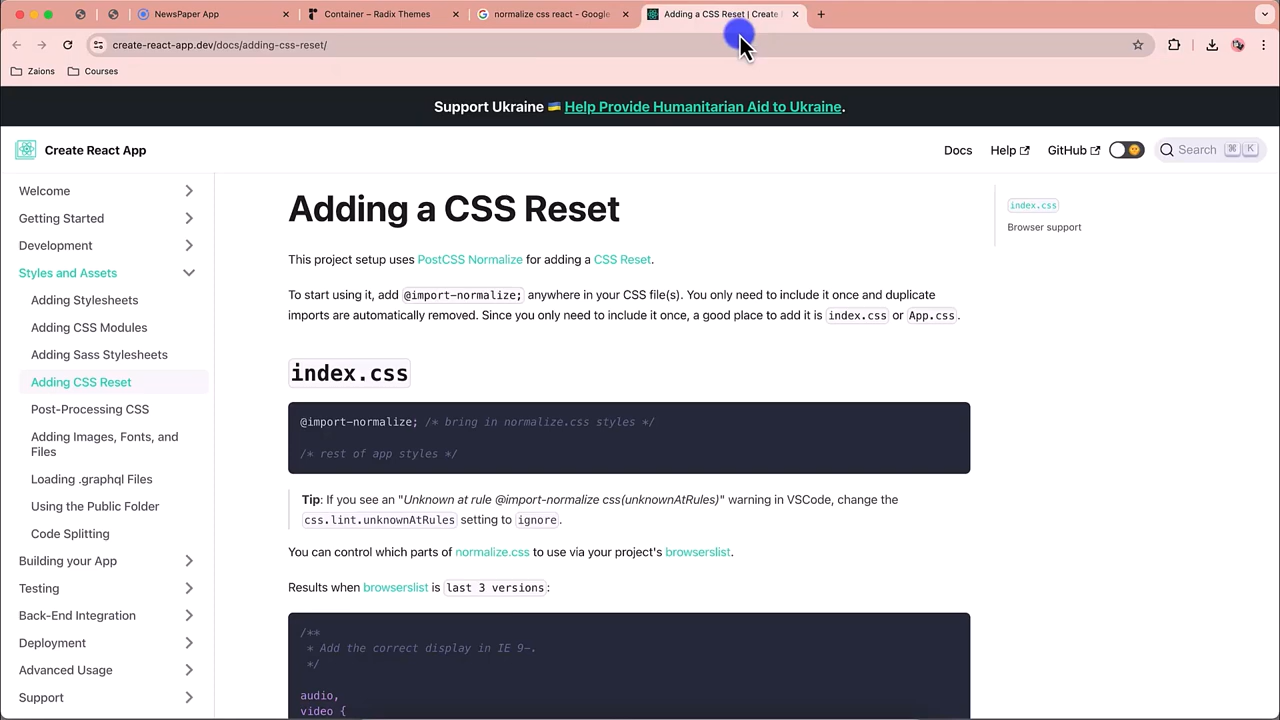 NewsPaper App
Container – Radix Themes
normalize css react - Google
Adding a CSS Reset | Create
create-react-app.dev/docs/adding-css-reset/
Zaions
Courses
Support Ukraine 🇺🇦 Help Provide Humanitarian Aid to Ukraine.
Create React App
Docs
Help
GitHub
Search ⌘ K
Welcome
Getting Started
Development
Styles and Assets
Adding Stylesheets
Adding CSS Modules
Adding Sass Stylesheets
Adding CSS Reset
Post-Processing CSS
Adding Images, Fonts, and
Files
Loading .graphql Files
Using the Public Folder
Code Splitting
Building your App
Testing
Back-End Integration
Deployment
Advanced Usage
Support
Adding a CSS Reset
This project setup uses PostCSS Normalize for adding a CSS Reset.
To start using it, add @import-normalize; anywhere in your CSS file(s). You only need to include it once and duplicate
imports are automatically removed. Since you only need to include it once, a good place to add it is index.css or App.css.
index.css
@import-normalize; /* bring in normalize.css styles */
/* rest of app styles */
Tip: If you see an "Unknown at rule @import-normalize css(unknownAtRules)" warning in VSCode, change the
css.lint.unknownAtRules setting to ignore.
You can control which parts of normalize.css to use via your project's browserslist.
Results when browserslist is last 3 versions:
/**
* Add the correct display in IE 9-.
*/
audio,
video {
index.css
Browser support